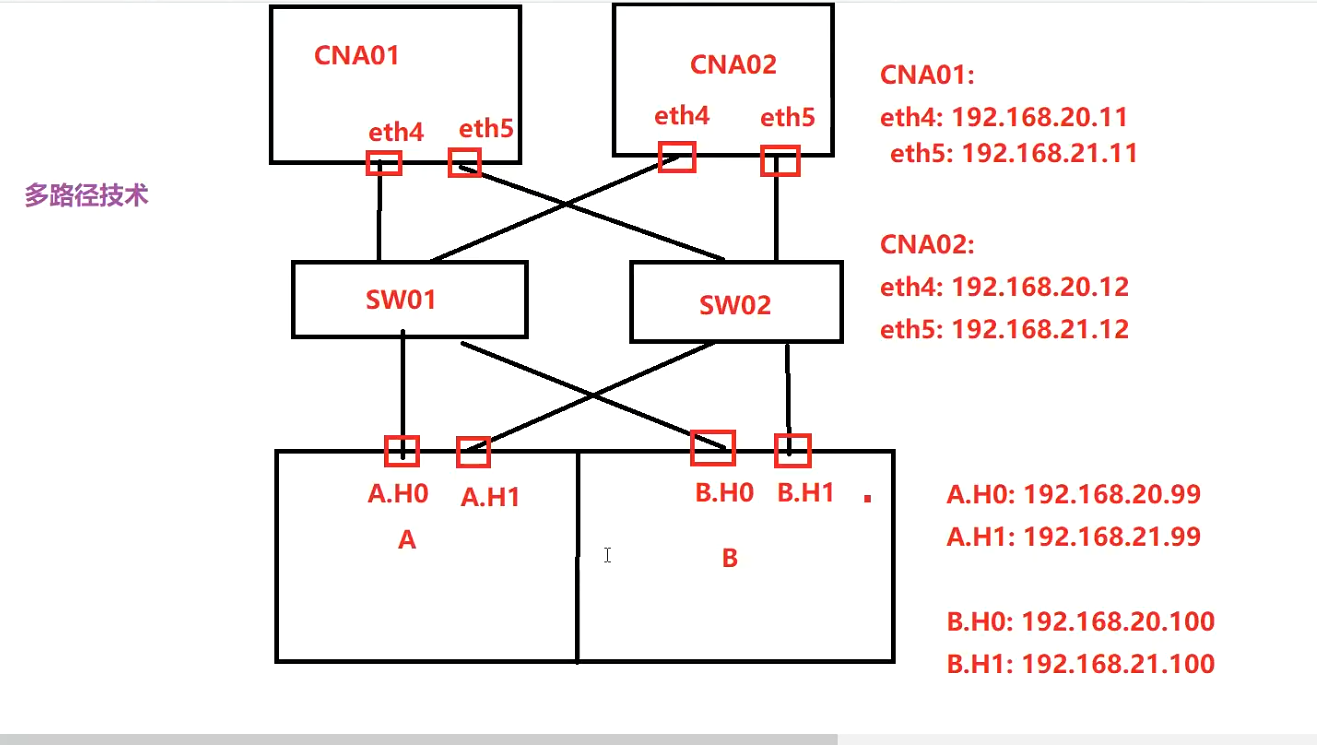 CNA01
CNA02
eth4
eth5
eth4
eth5
CNA01:
eth4: 192.168.20.11
eth5: 192.168.21.11
多路径技术
CNA02:
eth4: 192.168.20.12
eth5: 192.168.21.12
SW01
SW02
A.H0
A.H1
B.H0
B.H1
A
B
A.H0: 192.168.20.99
A.H1: 192.168.21.99
B.H0: 192.168.20.100
B.H1: 192.168.21.100